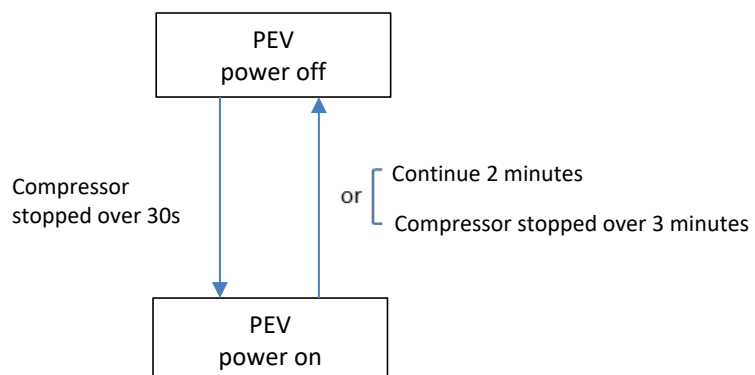 PEV
power off
Compressor
stopped over 30s
or
Continue 2 minutes
Compressor stopped over 3 minutes
PEV
power on